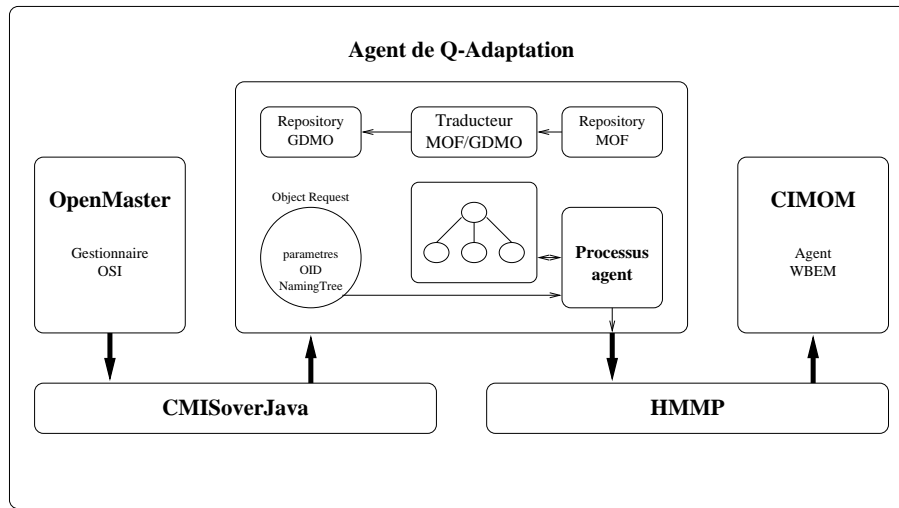 Agent de Q-Adaptation
Repository
GDMO
Traducteur
MOF/GDMO
Repository
MOF
OpenMaster
Gestionnaire
OSI
Object Request
parametres
OID
NamingTree
Processus
agent
CIMOM
Agent
WBEM
CMISoverJava
HMMP